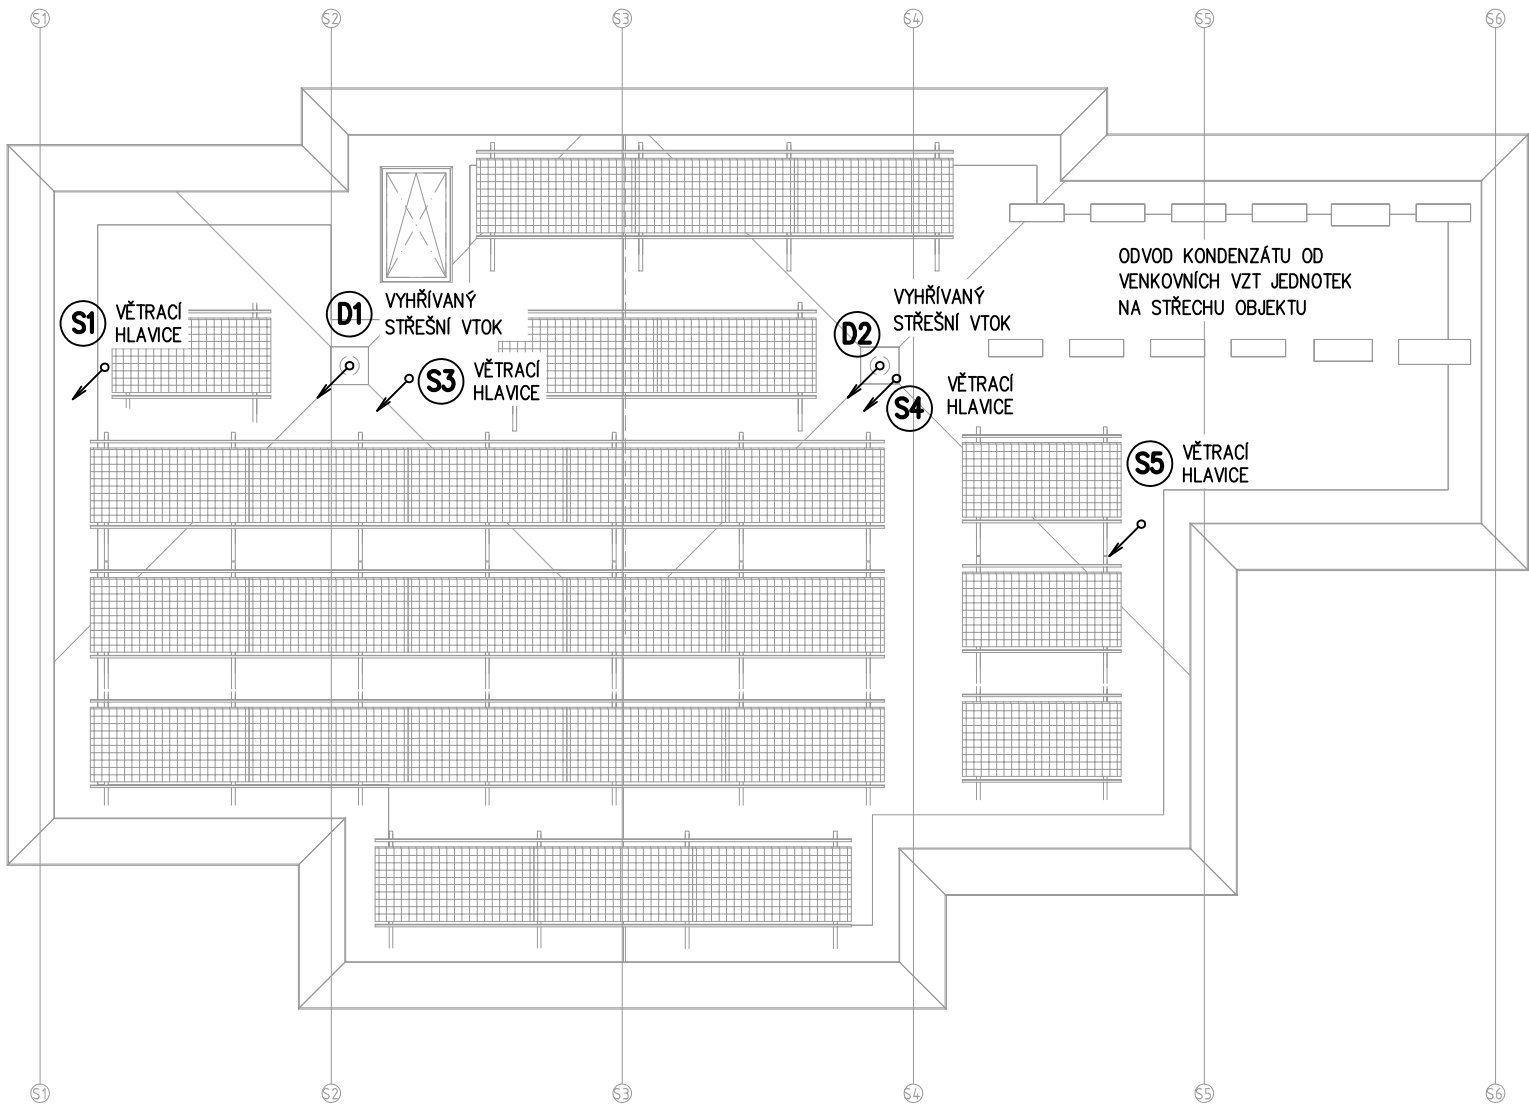 S1 S2 S3 S4 S5 S6
ODVOD KONDENZÁTU OD
VENKOVNÍCH VZT JEDNOTEK
NA STŘECHU OBJEKTU
S1
VĚTRACÍ
HLAVICE
D1
VYHŘÍVANÝ
STŘEŠNÍ VTOK
S3
VĚTRACÍ
HLAVICE
D2
VYHŘÍVANÝ
STŘEŠNÍ VTOK
S4
VĚTRACÍ
HLAVICE
S5
VĚTRACÍ
HLAVICE
S1 S2 S3 S4 S5 S6